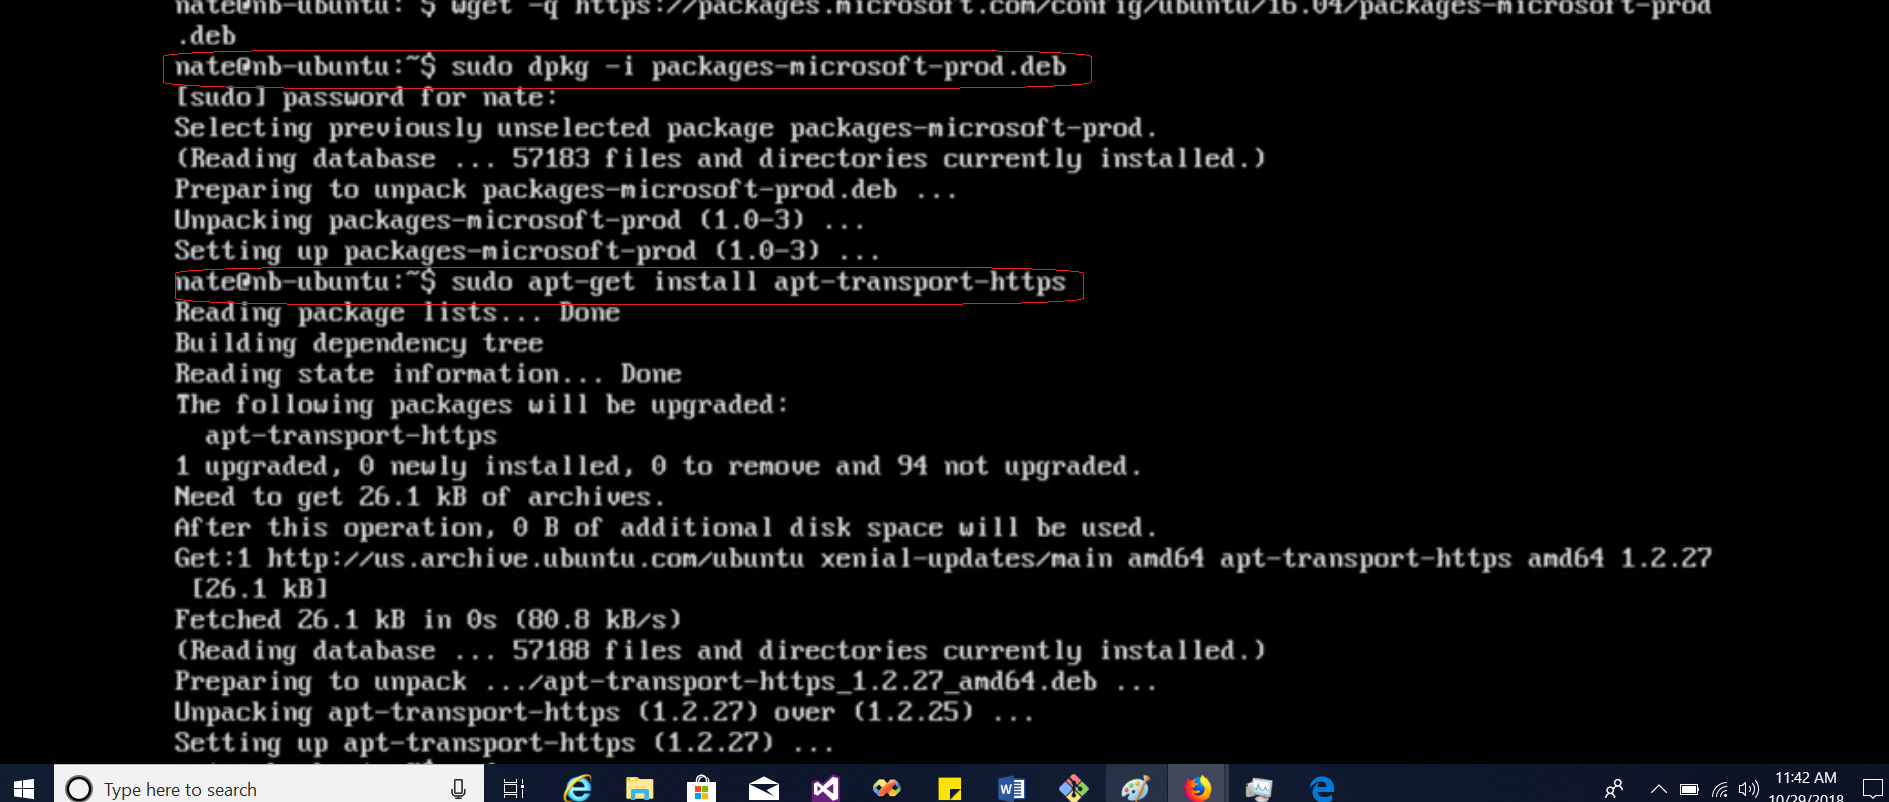 nate@nb-ubuntu:~$ wget -q https://packages.microsoft.com/config/ubuntu/16.04/packages-microsoft-prod
.deb
nate@nb-ubuntu:~$ sudo dpkg -i packages-microsoft-prod.deb
[sudo] password for nate:
Selecting previously unselected package packages-microsoft-prod.
(Reading database ... 57183 files and directories currently installed.)
Preparing to unpack packages-microsoft-prod.deb ...
Unpacking packages-microsoft-prod (1.0-3) ...
Setting up packages-microsoft-prod (1.0-3) ...
nate@nb-ubuntu:~$ sudo apt-get install apt-transport-https
Reading package lists... Done
Building dependency tree
Reading state information... Done
The following packages will be upgraded:
  apt-transport-https
1 upgraded, 0 newly installed, 0 to remove and 94 not upgraded.
Need to get 26.1 kB of archives.
After this operation, 0 B of additional disk space will be used.
Get:1 http://us.archive.ubuntu.com/ubuntu xenial-updates/main amd64 apt-transport-https amd64 1.2.27
 [26.1 kB]
Fetched 26.1 kB in 0s (80.8 kB/s)
(Reading database ... 57188 files and directories currently installed.)
Preparing to unpack .../apt-transport-https_1.2.27_amd64.deb ...
Unpacking apt-transport-https (1.2.27) over (1.2.25) ...
Setting up apt-transport-https (1.2.27) ...
Type here to search
11:42 AM
10/29/2018